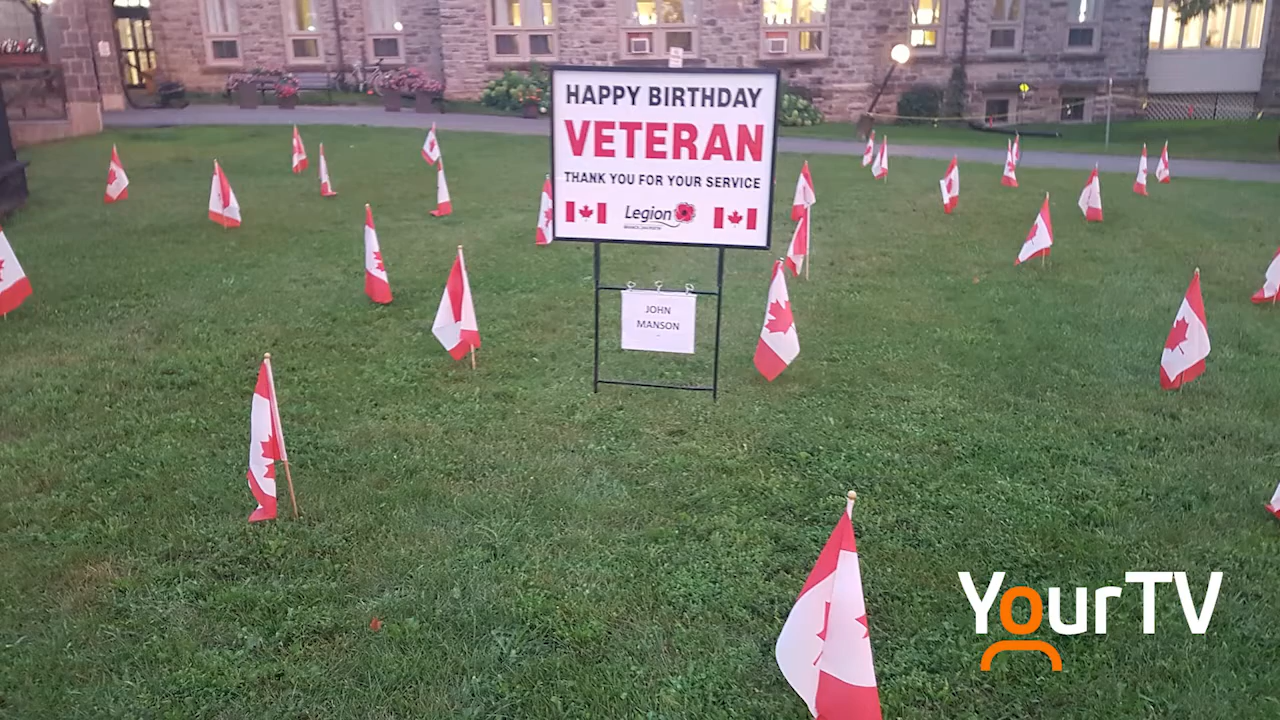 HAPPY BIRTHDAY
VETERAN
THANK YOU FOR YOUR SERVICE
Legion
JOHN
MANSON
YourTV